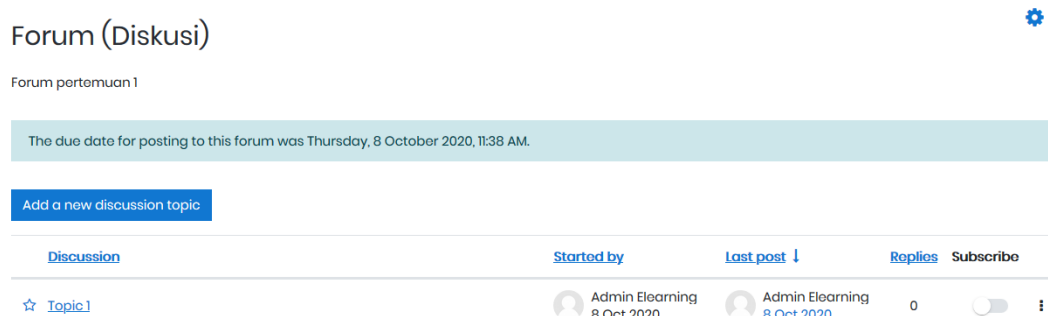 Forum (Diskusi)
Forum pertemuan 1
The due date for posting to this forum was Thursday, 8 October 2020, 11:38 AM.
Add a new discussion topic
Discussion Started by Last post ↓ Replies Subscribe
Topic 1 Admin Elearning Admin Elearning 0
8 Oct 2020 8 Oct 2020